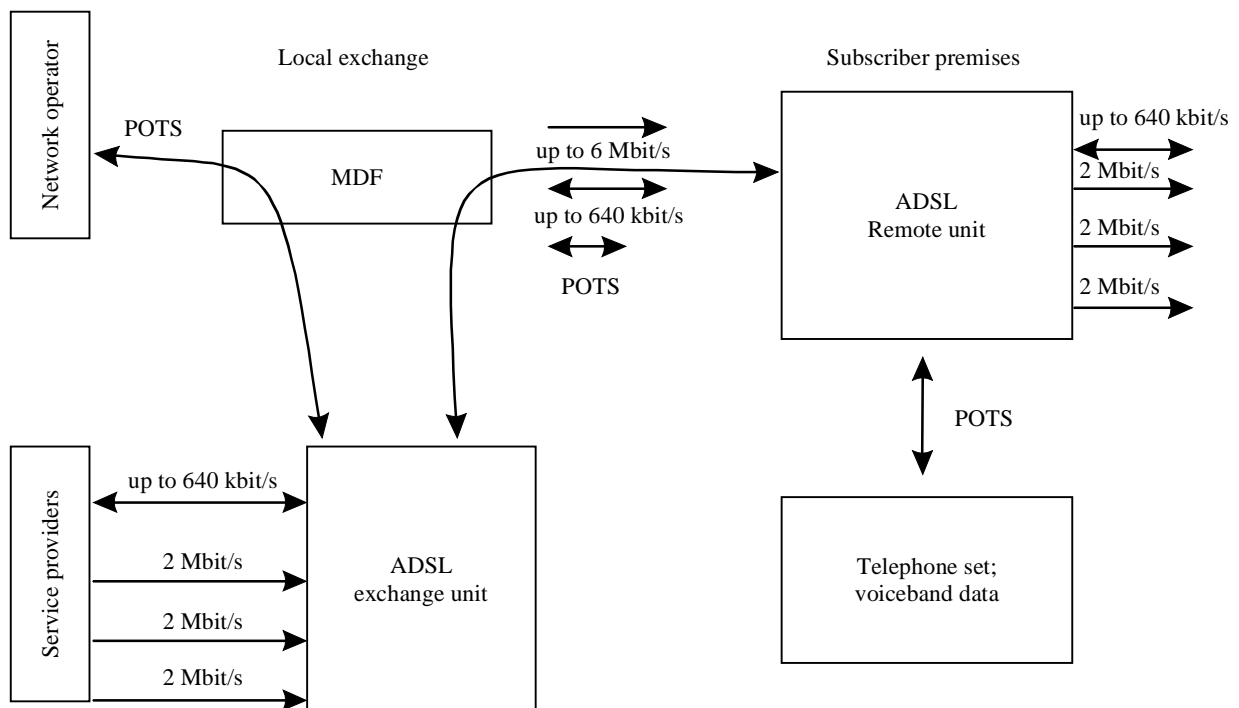 Network operator
Local exchange
Subscriber premises
POTS
MDF
up to 6 Mbit/s
up to 640 kbit/s
POTS
ADSL
Remote unit
up to 640 kbit/s
2 Mbit/s
2 Mbit/s
2 Mbit/s
POTS
Service providers
up to 640 kbit/s
2 Mbit/s
2 Mbit/s
2 Mbit/s
ADSL
exchange unit
Telephone set;
voiceband data